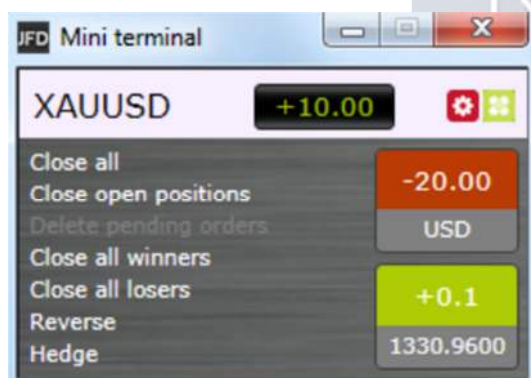 JFD Mini terminal
XAUUSD +10.00
Close all
Close open positions
Delete pending orders
Close all winners
Close all losers
Reverse
Hedge
-20.00
USD
+0.1
1330.9600